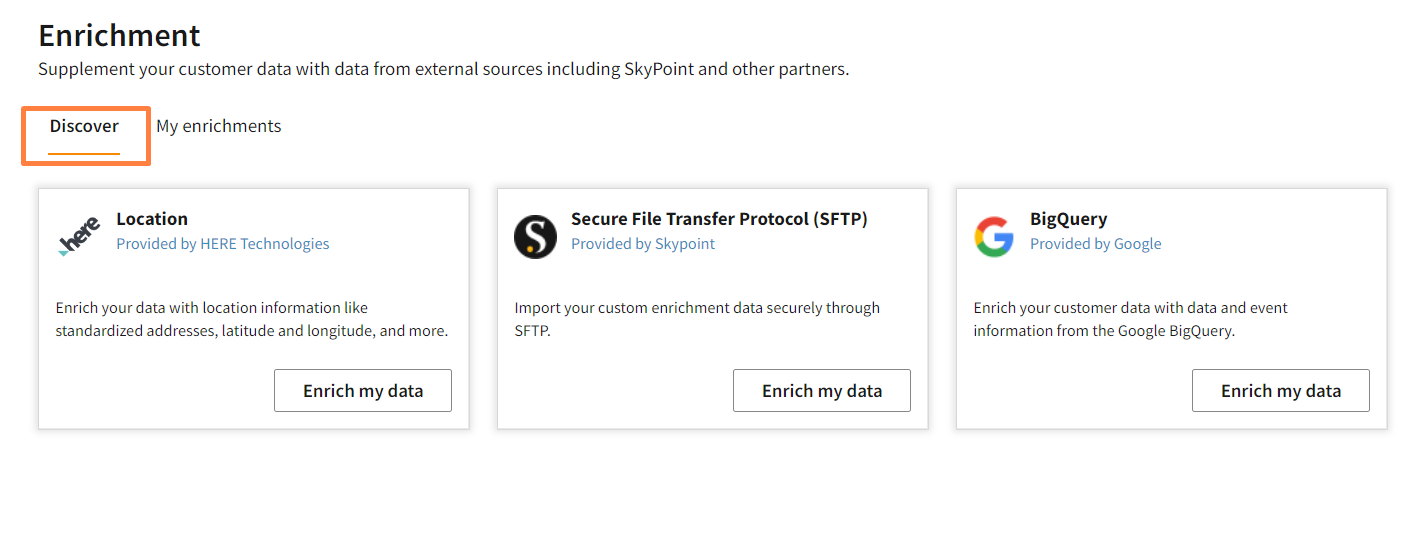 Enrichment
Supplement your customer data with data from external sources including SkyPoint and other partners.
Discover
My enrichments
here
Location
Provided by HERE Technologies
Enrich your data with location information like
standardized addresses, latitude and longitude, and more.
Enrich my data
S
Secure File Transfer Protocol (SFTP)
Provided by Skypoint
Import your custom enrichment data securely through
SFTP.
Enrich my data
G
BigQuery
Provided by Google
Enrich your customer data with data and event
information from the Google BigQuery.
Enrich my data